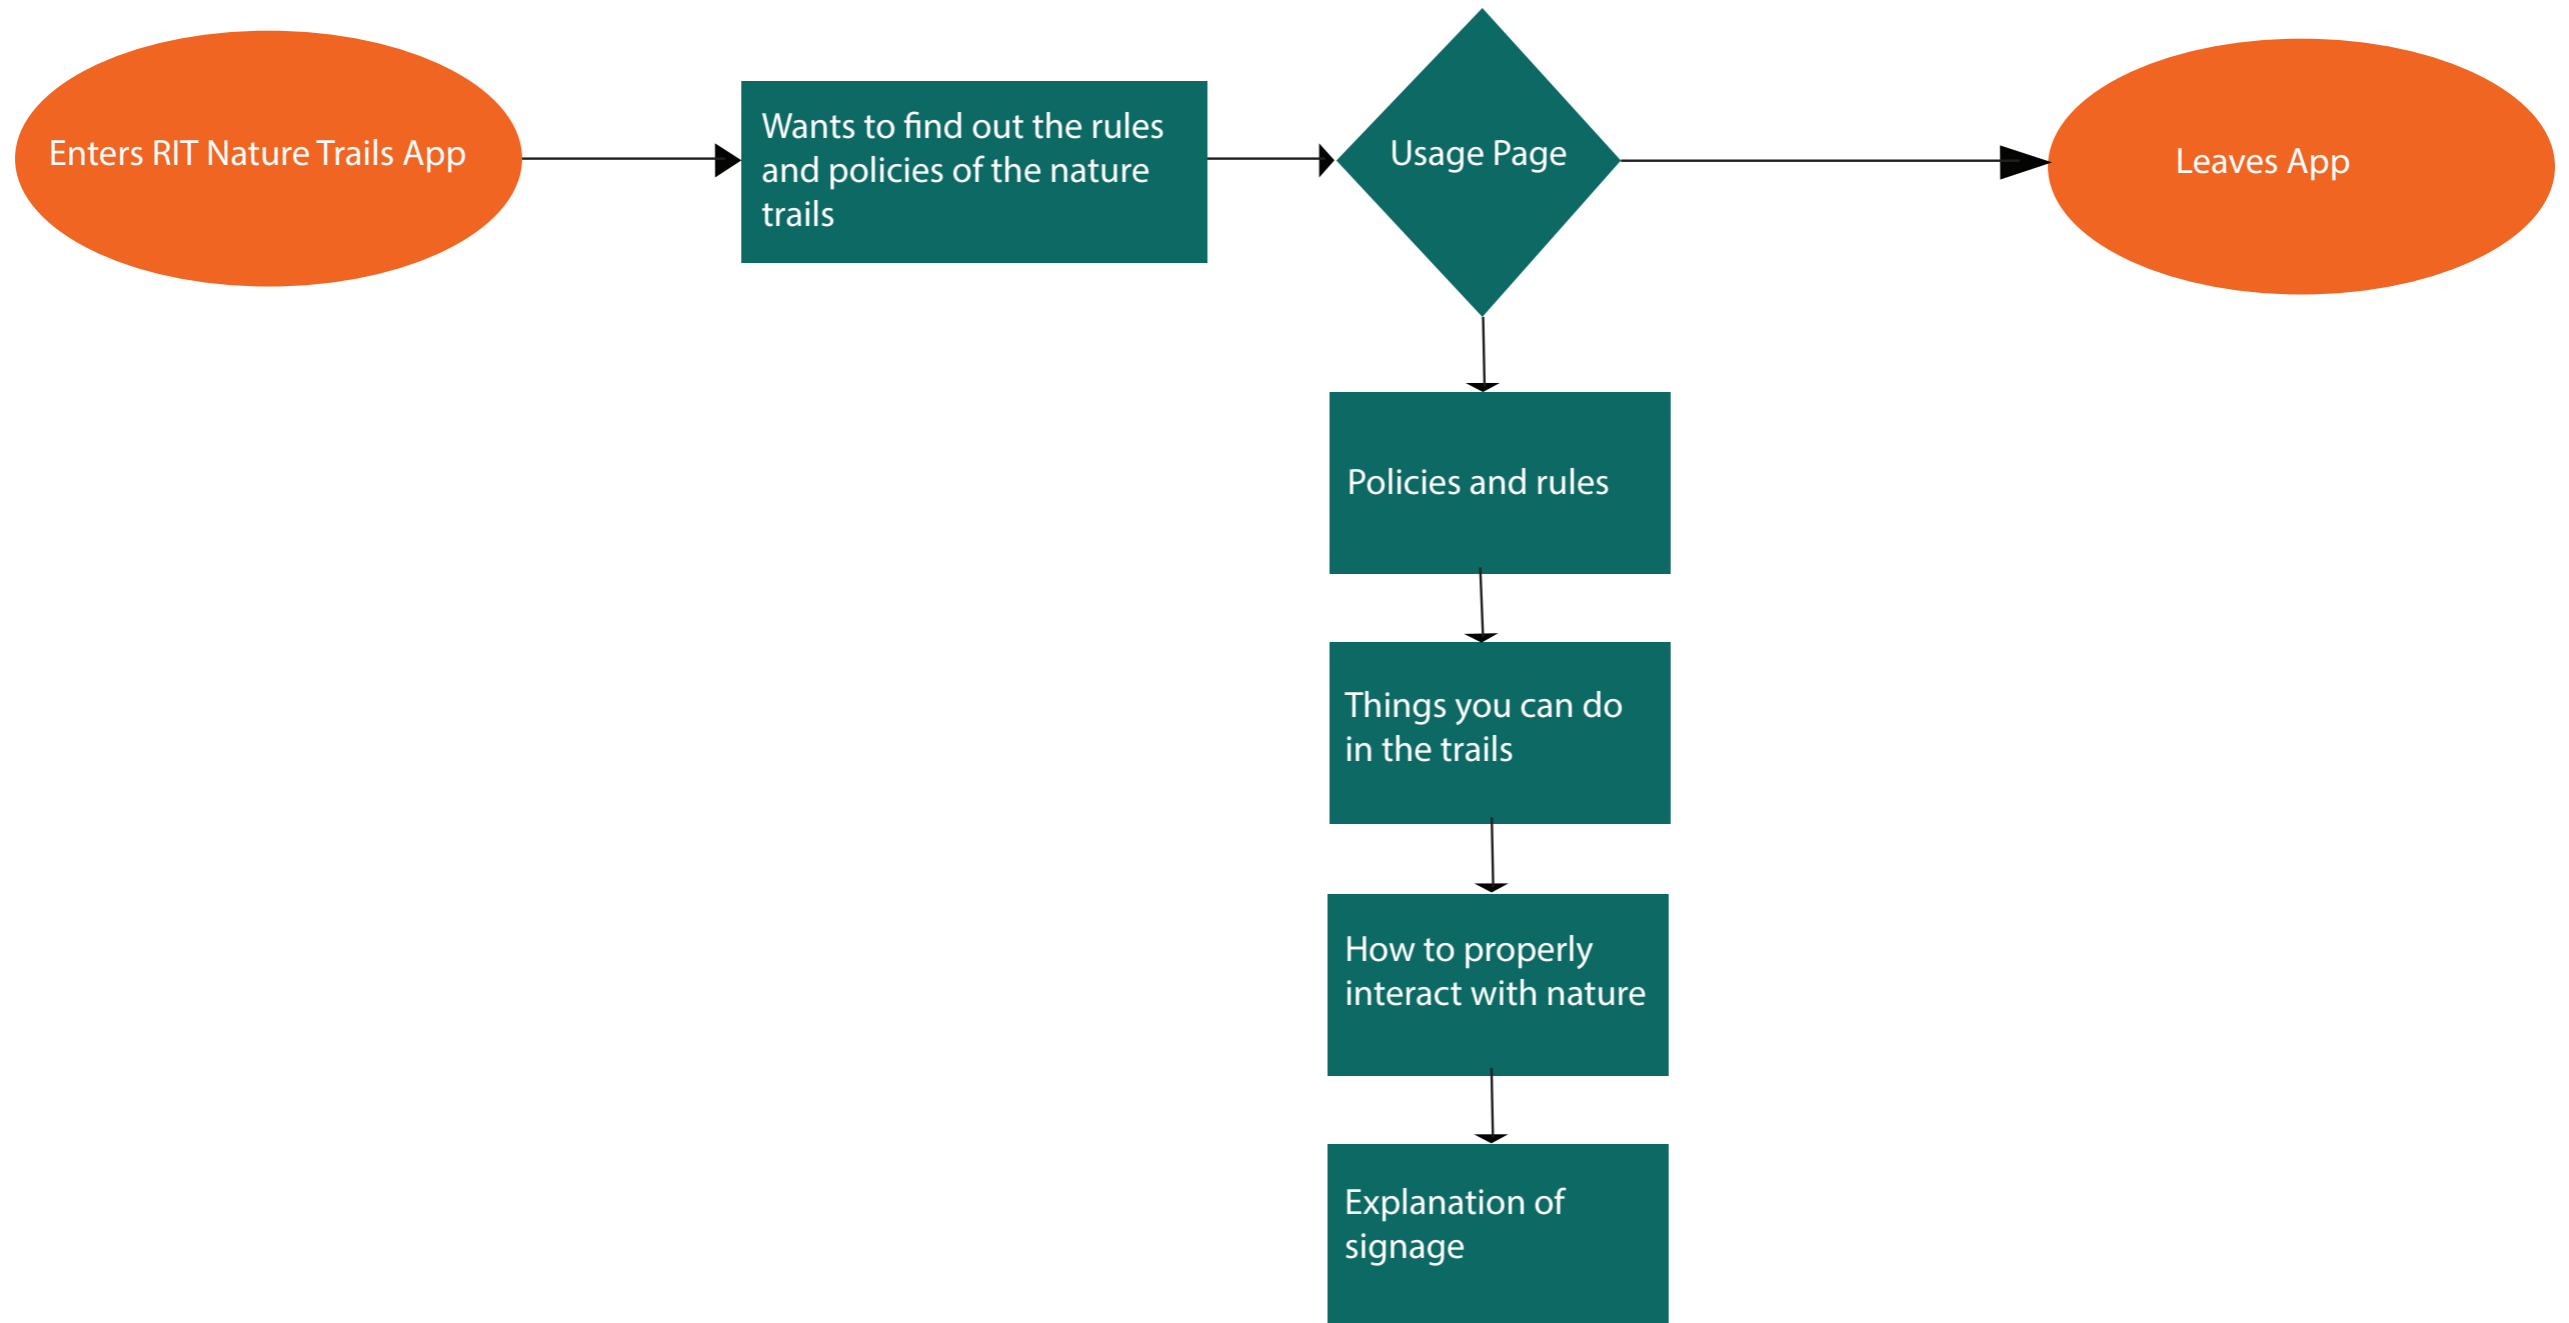 Enters RIT Nature Trails App
Wants to find out the rules
and policies of the nature
trails
Usage Page
Leaves App
Policies and rules
Things you can do
in the trails
How to properly
interact with nature
Explanation of
signage